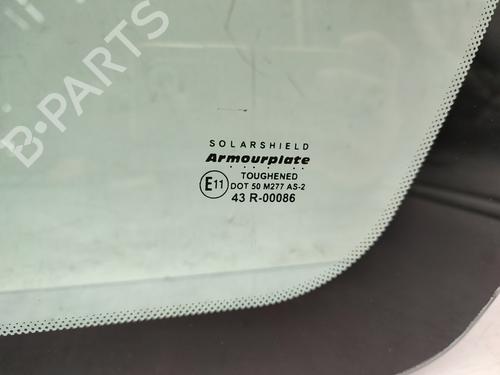 B-PARTS
SOLARSHIELD
Armourplate
TOUGHENED
E11 DOT 50 M277 AS-2
43 R-00086